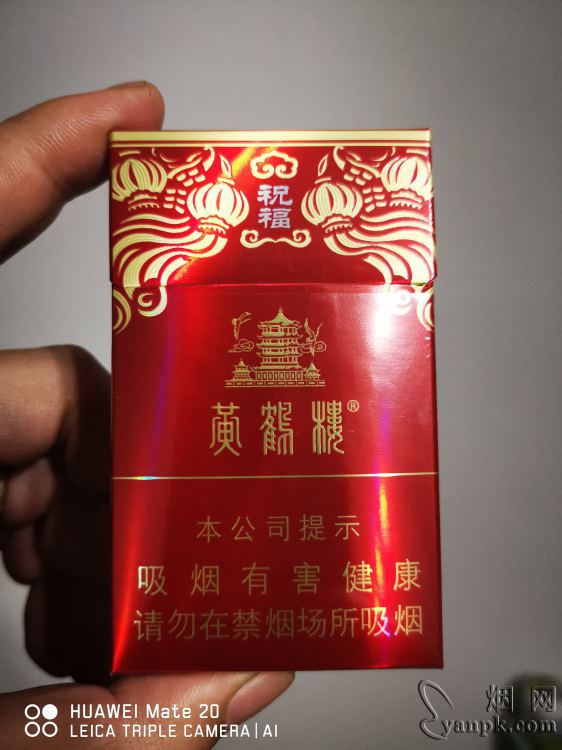 祝福
黄鹤楼®
本公司提示
吸烟有害健康
请勿在禁烟场所吸烟
HUAWEI Mate 20
LEICA TRIPLE CAMERA | AI
烟网
yanpk.com